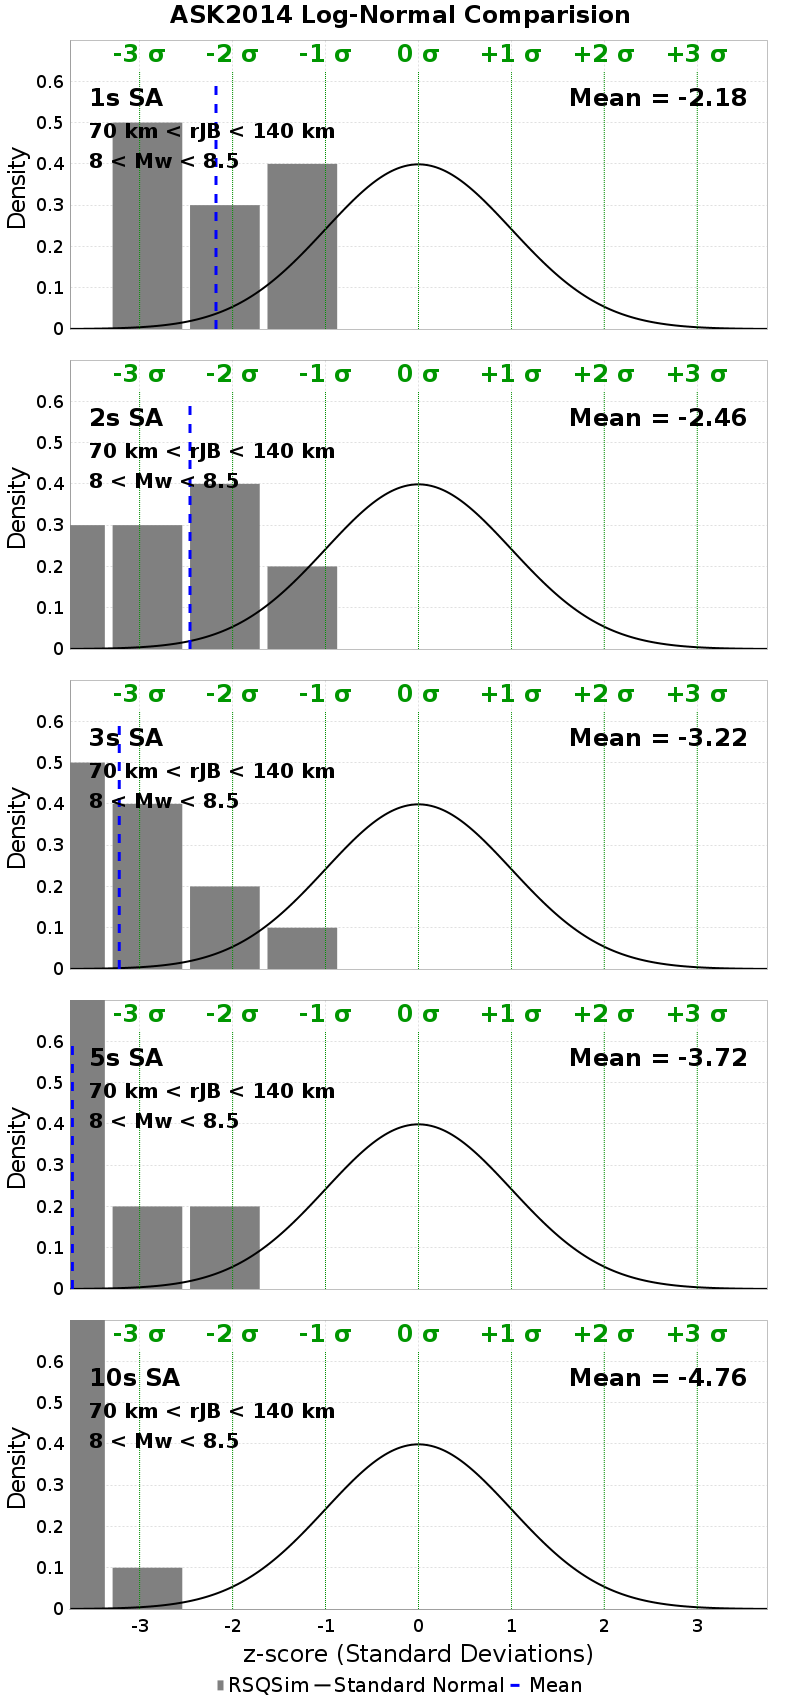 ASK2014 Log-Normal Comparision
-3 σ -2 σ -1 σ 0 σ +1 σ +2 σ +3 σ
0.6
1s SA Mean = -2.18
0.5
70 km < rJB < 140 km
8 < Mw < 8.5
0.4
0.3
0.2
0.1
0
Density
-3 σ -2 σ -1 σ 0 σ +1 σ +2 σ +3 σ
0.6
2s SA Mean = -2.46
0.5
70 km < rJB < 140 km
8 < Mw < 8.5
0.4
0.3
0.2
0.1
0
Density
-3 σ -2 σ -1 σ 0 σ +1 σ +2 σ +3 σ
0.6
3s SA Mean = -3.22
0.5
70 km < rJB < 140 km
8 < Mw < 8.5
0.4
0.3
0.2
0.1
0
Density
-3 σ -2 σ -1 σ 0 σ +1 σ +2 σ +3 σ
0.6
5s SA Mean = -3.72
0.5
70 km < rJB < 140 km
8 < Mw < 8.5
0.4
0.3
0.2
0.1
0
Density
-3 σ -2 σ -1 σ 0 σ +1 σ +2 σ +3 σ
0.6
10s SA Mean = -4.76
0.5
70 km < rJB < 140 km
8 < Mw < 8.5
0.4
0.3
0.2
0.1
0
Density
-3 -2 -1 0 1 2 3
z-score (Standard Deviations)
RSQSim Standard Normal Mean